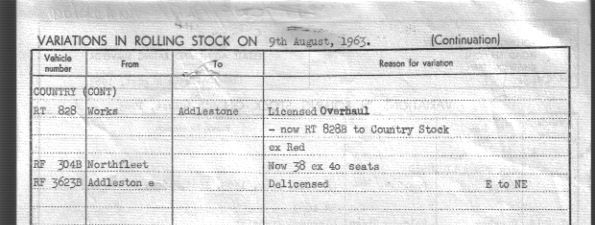 VARIATIONS IN ROLLING STOCK ON 9th August, 1963. (Continuation)
Vehicle number From To Reason for variation
COUNTRY (CONT)
RT 828 Works Addlestone Licensed Overhaul
- now RT 828B to Country Stock
ex Red
RF 304B Northfleet Now 38 ex 40 seats
RF 3623B Addleston e Delicensed E to NE